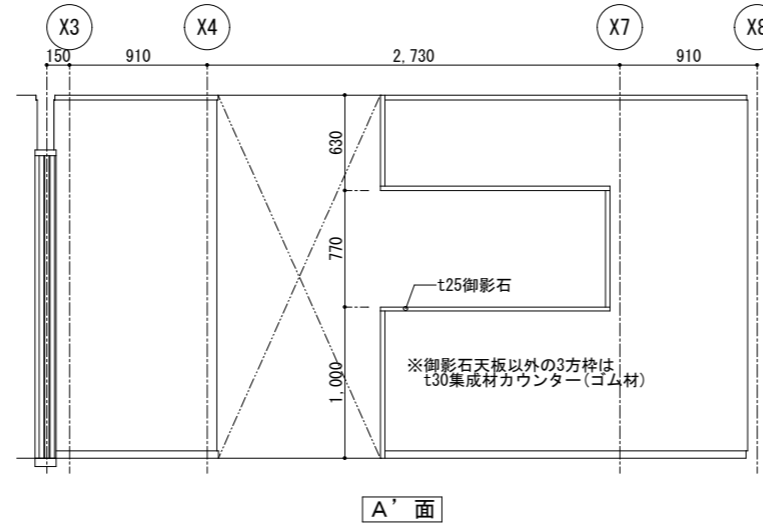 X3
X4
X7
X8
150
910
2,730
910
630
770
1,000
t25御影石
※御影石天板以外の3方枠は
t30集成材カウンター(ゴム材)
A’面